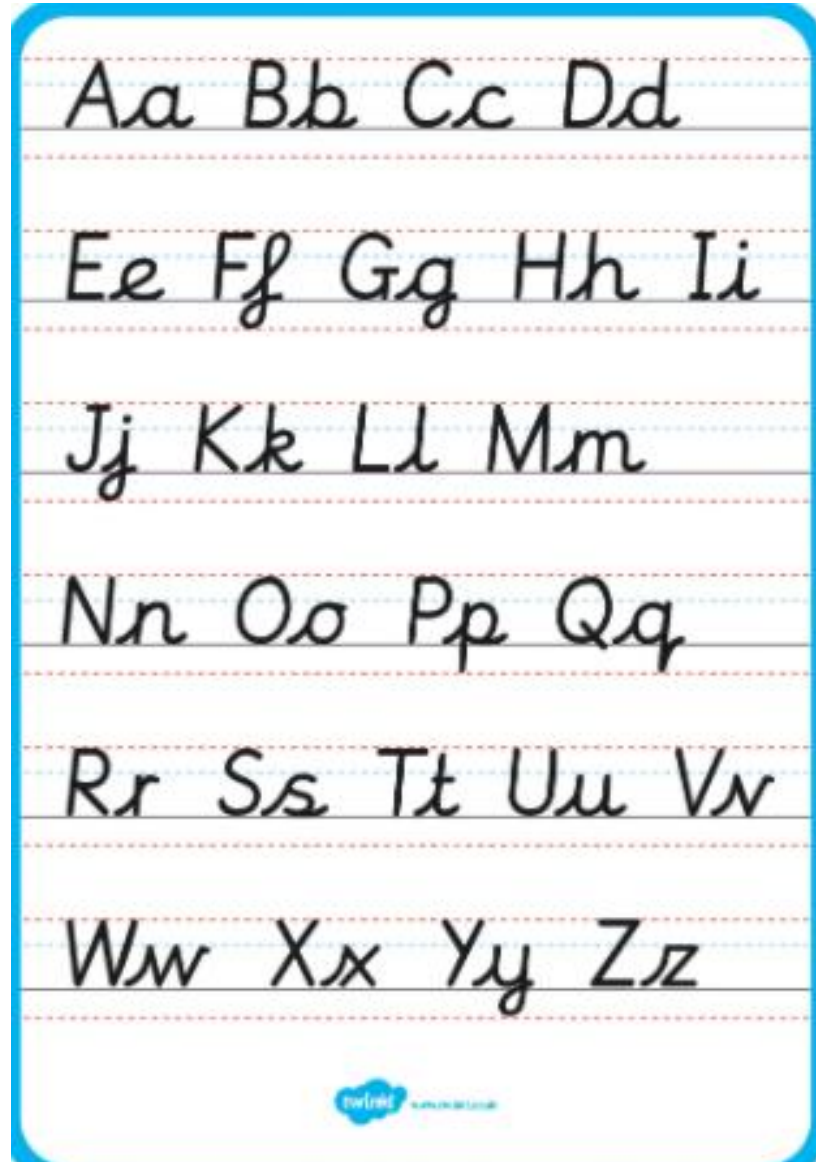 Aa Bb Cc Dd
Ee Ff Gg Hh Ii
Jj Kk Ll Mm
Nn Oo Pp Qq
Rr Ss Tt Uu Vv
Ww Xx Yy Zz
twinkl